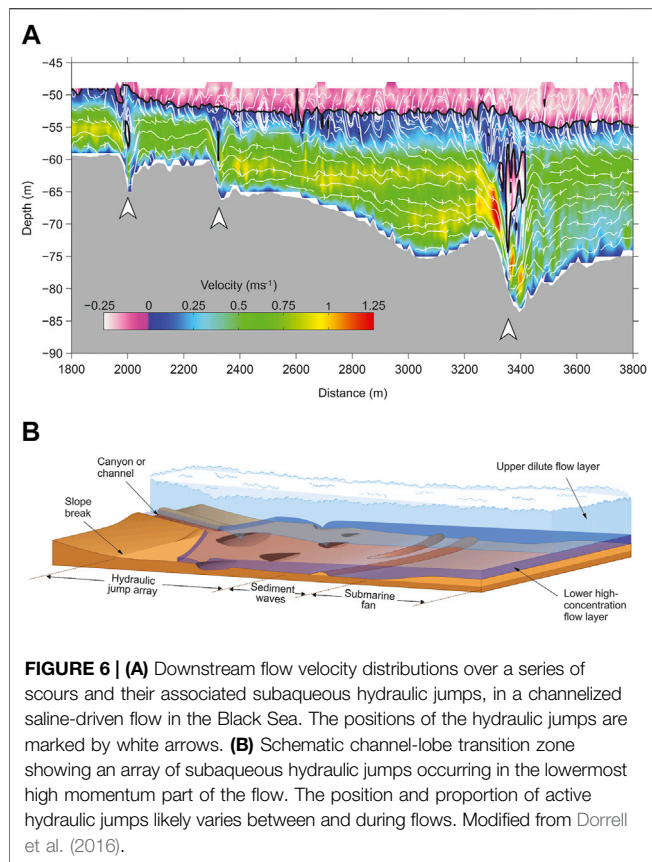 A
−45
−50
−55
−60
−65
−70
−75
−80
−85
−90
Depth (m)
Velocity (ms-1)
−0.25 0 0.25 0.5 0.75 1 1.25
1800 2000 2200 2400 2600 2800 3000 3200 3400 3600 3800
Distance (m)
B
Canyon or
channel
Slope
break
Upper dilute flow layer
Hydraulic
jump array
Sediment
waves
Submarine
fan
Lower high-
concentration
flow layer
FIGURE 6 | (A) Downstream flow velocity distributions over a series of
scours and their associated subaqueous hydraulic jumps, in a channelized
saline-driven flow in the Black Sea. The positions of the hydraulic jumps are
marked by white arrows. (B) Schematic channel-lobe transition zone
showing an array of subaqueous hydraulic jumps occurring in the lowermost
high momentum part of the flow. The position and proportion of active
hydraulic jumps likely varies between and during flows. Modified from Dorrell
et al. (2016).